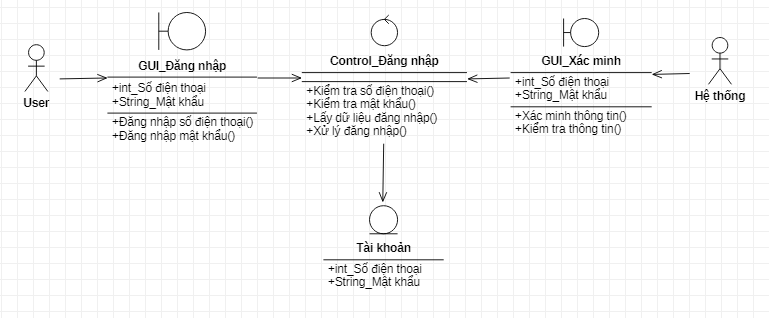 User
GUI_Đăng nhập
+int_Số điện thoại
+String_Mật khẩu
+Đăng nhập số điện thoại()
+Đăng nhập mật khẩu()
Control_Đăng nhập
+Kiểm tra số điện thoại()
+Kiểm tra mật khẩu()
+Lấy dữ liệu đăng nhập()
+Xử lý đăng nhập()
GUI_Xác minh
+int_Số điện thoại
+String_Mật khẩu
+Xác minh thông tin()
+Kiểm tra thông tin()
Hệ thống
Tài khoản
+int_Số điện thoại
+String_Mật khẩu